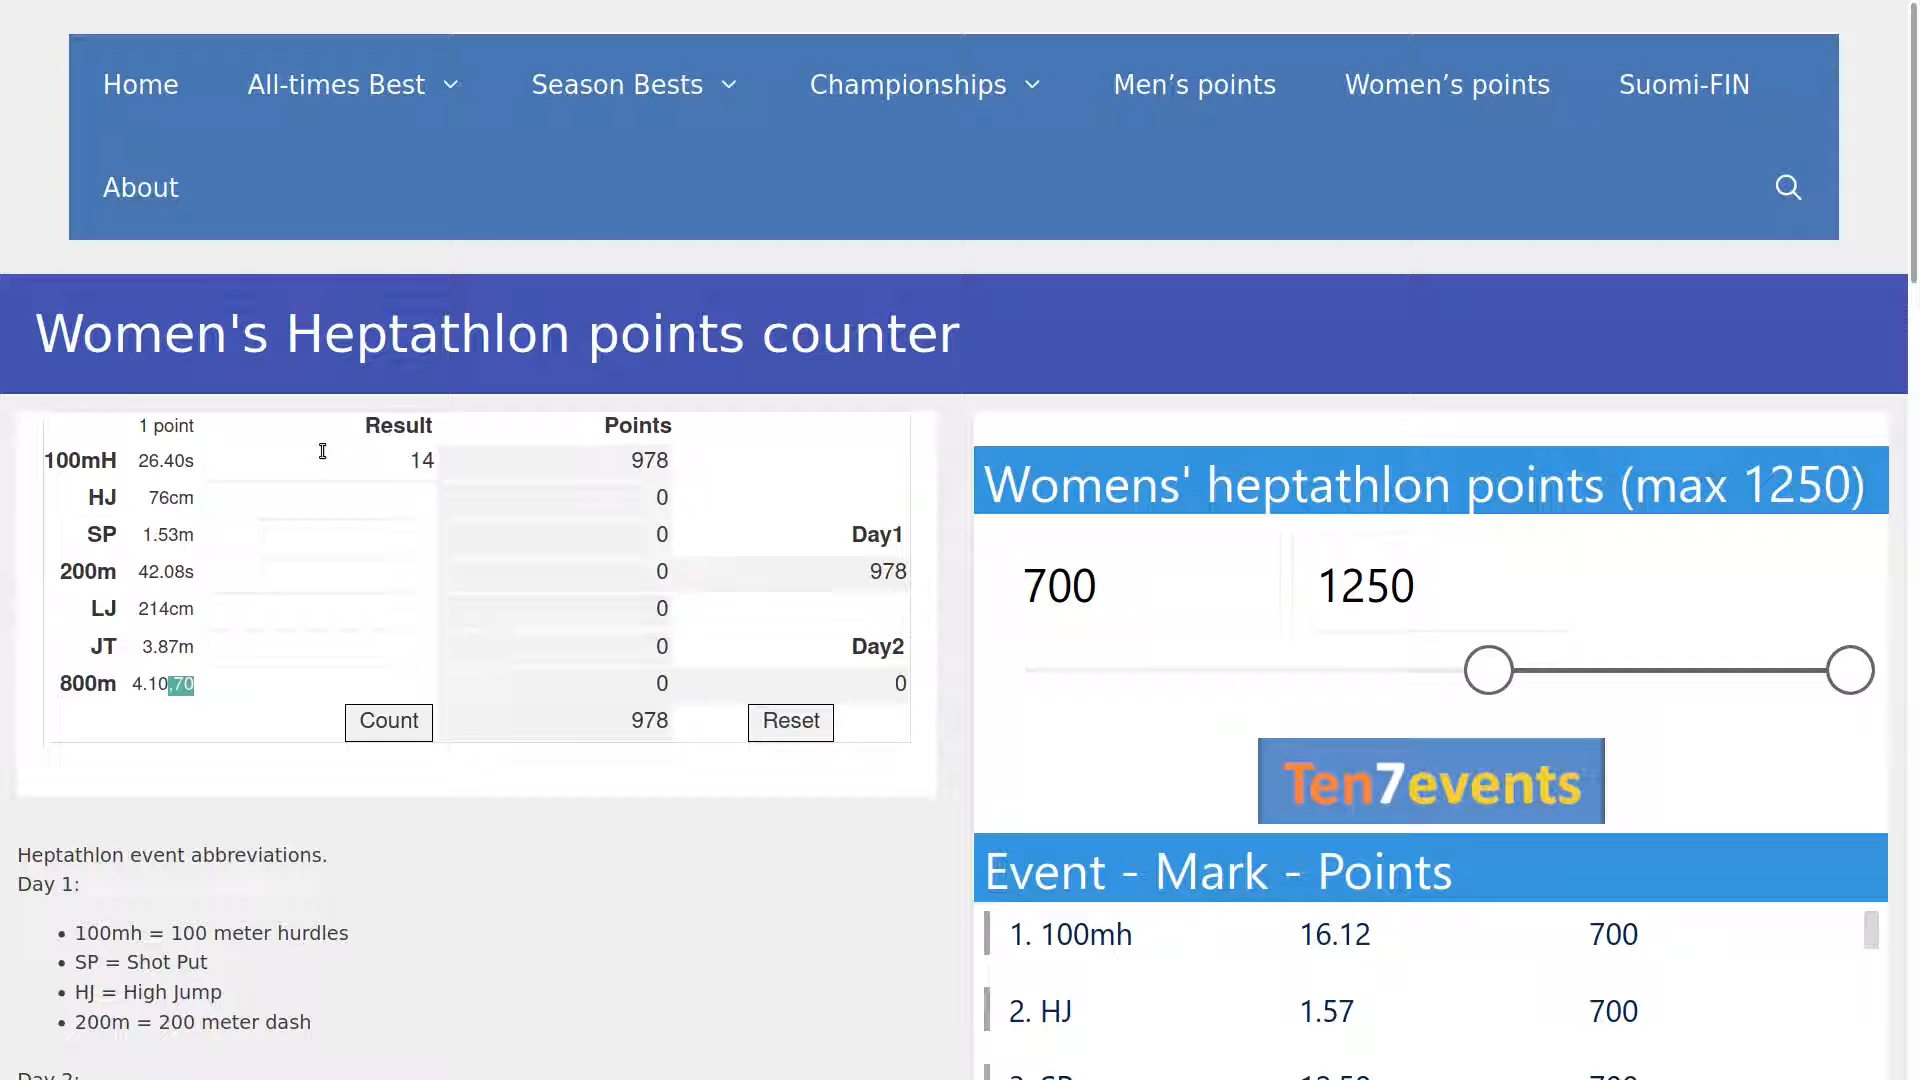 Home All-times Best Season Bests Championships Men’s points Women’s points Suomi-FIN
About
Women's Heptathlon points counter
1 point Result Points
100mH 26.40s 14 978
HJ 76cm 0
SP 1.53m 0 Day1
200m 42.08s 0 978
LJ 214cm 0
JT 3.87m 0 Day2
800m 4.10,70 0 0
Count 978 Reset
Heptathlon event abbreviations.
Day 1:
• 100mh = 100 meter hurdles
• SP = Shot Put
• HJ = High Jump
• 200m = 200 meter dash
Womens' heptathlon points (max 1250)
700 1250
Ten7events
Event - Mark - Points
1. 100mh 16.12 700
2. HJ 1.57 700